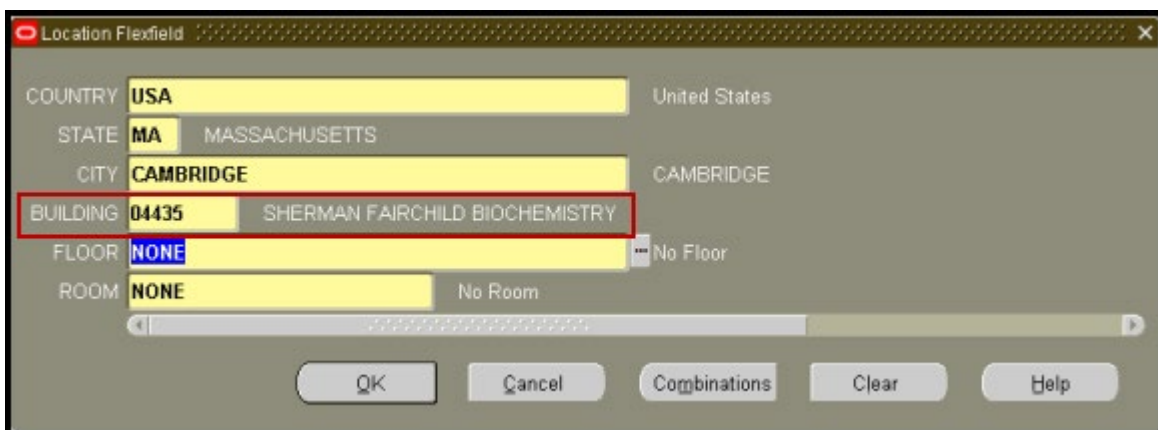 Location Flexfield
COUNTRY USA United States
STATE MA MASSACHUSETTS
CITY CAMBRIDGE CAMBRIDGE
BUILDING 04435 SHERMAN FAIRCHILD BIOCHEMISTRY
FLOOR NONE ... No Floor
ROOM NONE No Room
OK Cancel Combinations Clear Help